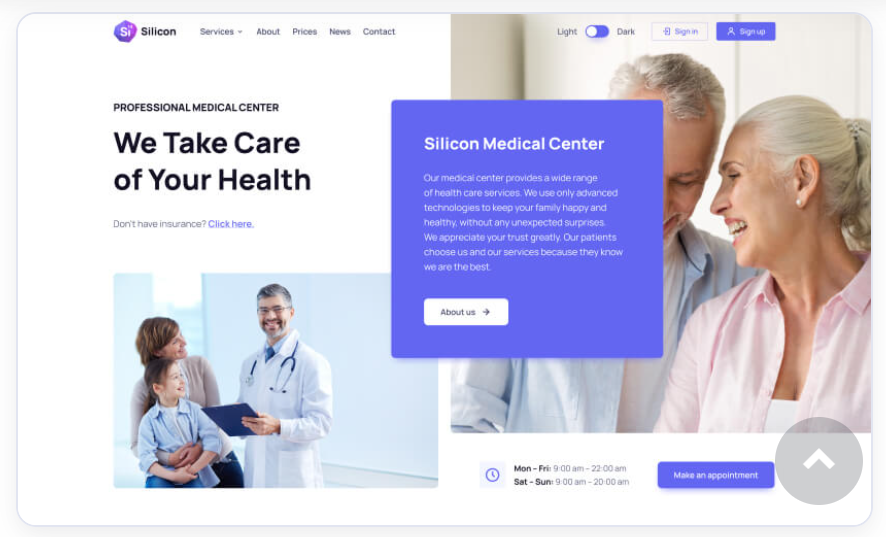 Si Silicon Services About Prices News Contact Light Dark Sign in Sign up
PROFESSIONAL MEDICAL CENTER
We Take Care
of Your Health
Don't have insurance? Click here.
Silicon Medical Center
Our medical center provides a wide range
of health care services. We use only advanced
technologies to keep your family happy and
healthy, without any unexpected surprises.
We appreciate your trust greatly. Our patients
choose us and our services because they know
we are the best.
About us
Mon – Fri: 9:00 am – 22:00 am
Sat – Sun: 9:00 am – 20:00 am
Make an appointment